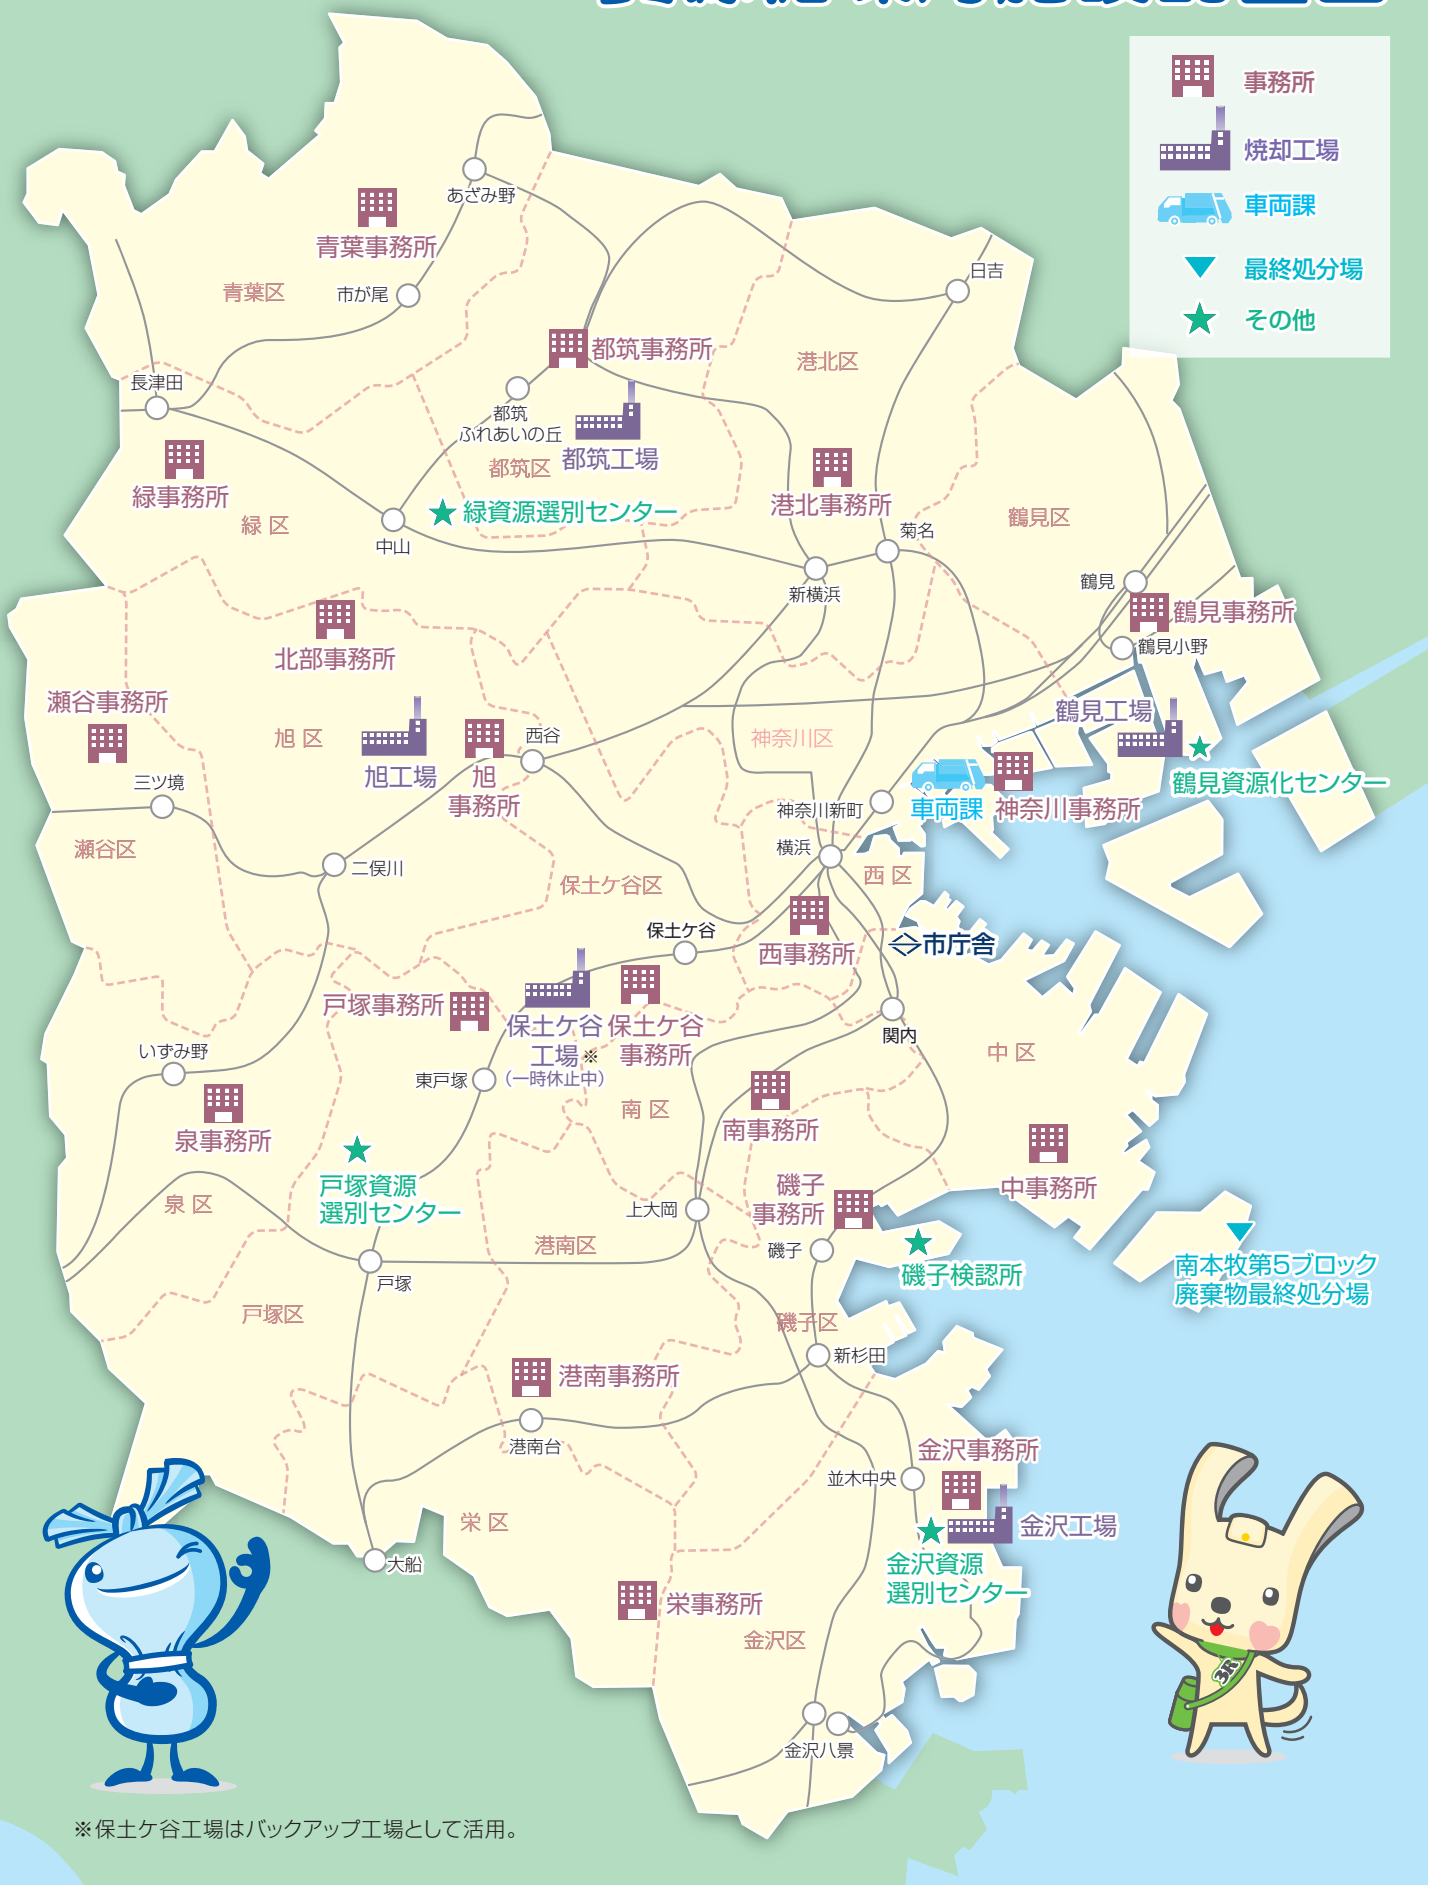 事務所
焼却工場
車両課
最終処分場
その他
あざみ野
青葉事務所
青葉区
市が尾
日吉
都筑事務所
港北区
長津田
都筑
ふれあいの丘
都筑区
都筑工場
緑事務所
緑 区
緑資源選別センター
港北事務所
鶴見区
中山
菊名
新横浜
鶴見
鶴見事務所
鶴見小野
北部事務所
瀬谷事務所
旭 区
旭工場
旭
事務所
西谷
神奈川区
鶴見工場
鶴見資源化センター
三ツ境
車両課
神奈川事務所
神奈川新町
瀬谷区
二俣川
横浜
西 区
保土ケ谷区
保土ケ谷
西事務所
市庁舎
戸塚事務所
保土ケ谷
工場※
(一時休止中)
保土ケ谷
事務所
関内
中 区
いずみ野
東戸塚
泉事務所
南 区
南事務所
戸塚資源
選別センター
泉 区
中事務所
磯子
事務所
上大岡
港南区
磯子
磯子検認所
南本牧第5ブロック
廃棄物最終処分場
戸塚
戸塚区
磯子区
新杉田
港南事務所
港南台
金沢事務所
並木中央
金沢工場
栄 区
大船
金沢資源
選別センター
栄事務所
金沢区
3R
金沢八景
※保土ケ谷工場はバックアップ工場として活用。